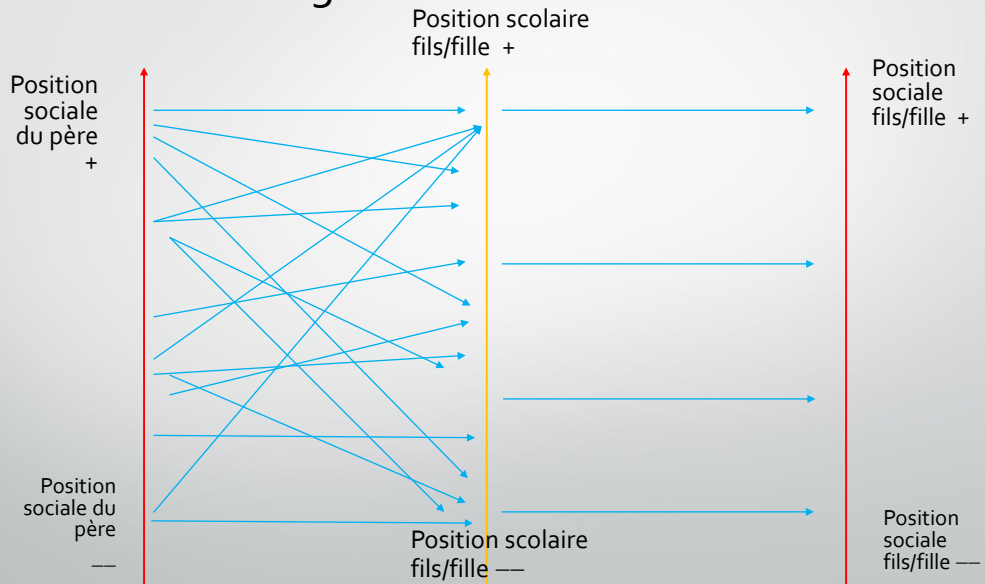 Position scolaire
fils/fille +
Position
sociale
du père
+
Position
sociale
fils/fille +
Position
sociale du
père
—
Position scolaire
fils/fille —
Position
sociale
fils/fille —